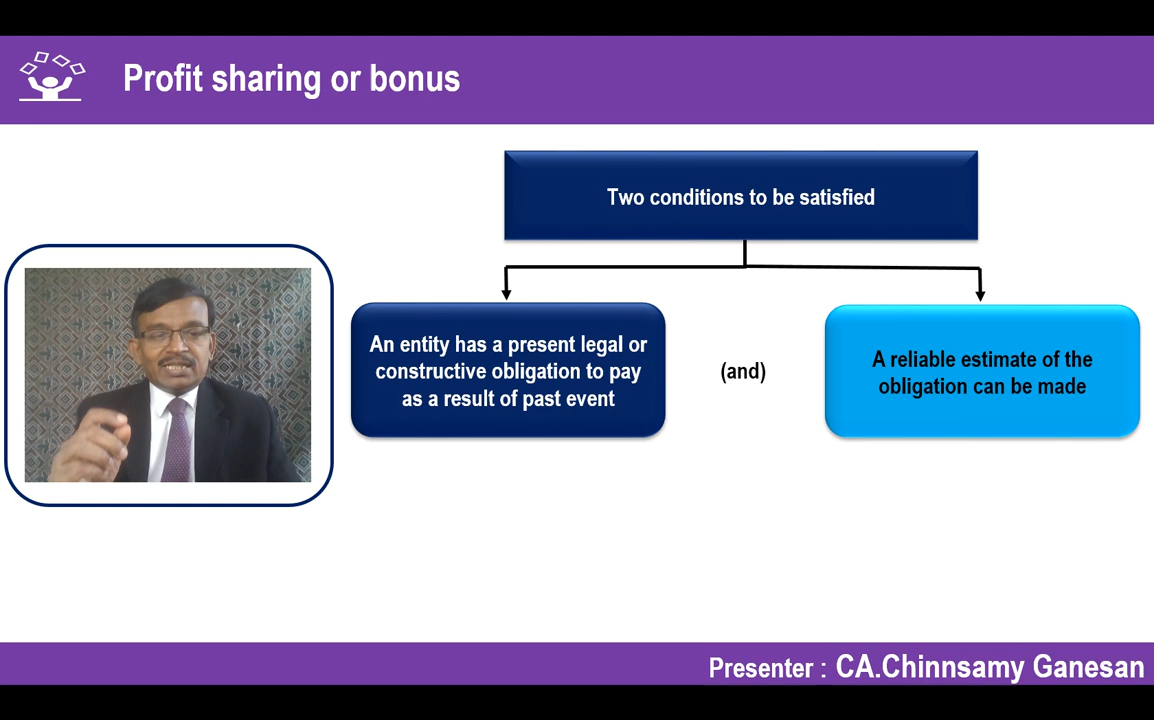 Profit sharing or bonus
Two conditions to be satisfied
An entity has a present legal or
constructive obligation to pay
as a result of past event
(and)
A reliable estimate of the
obligation can be made
Presenter : CA.Chinnsamy Ganesan